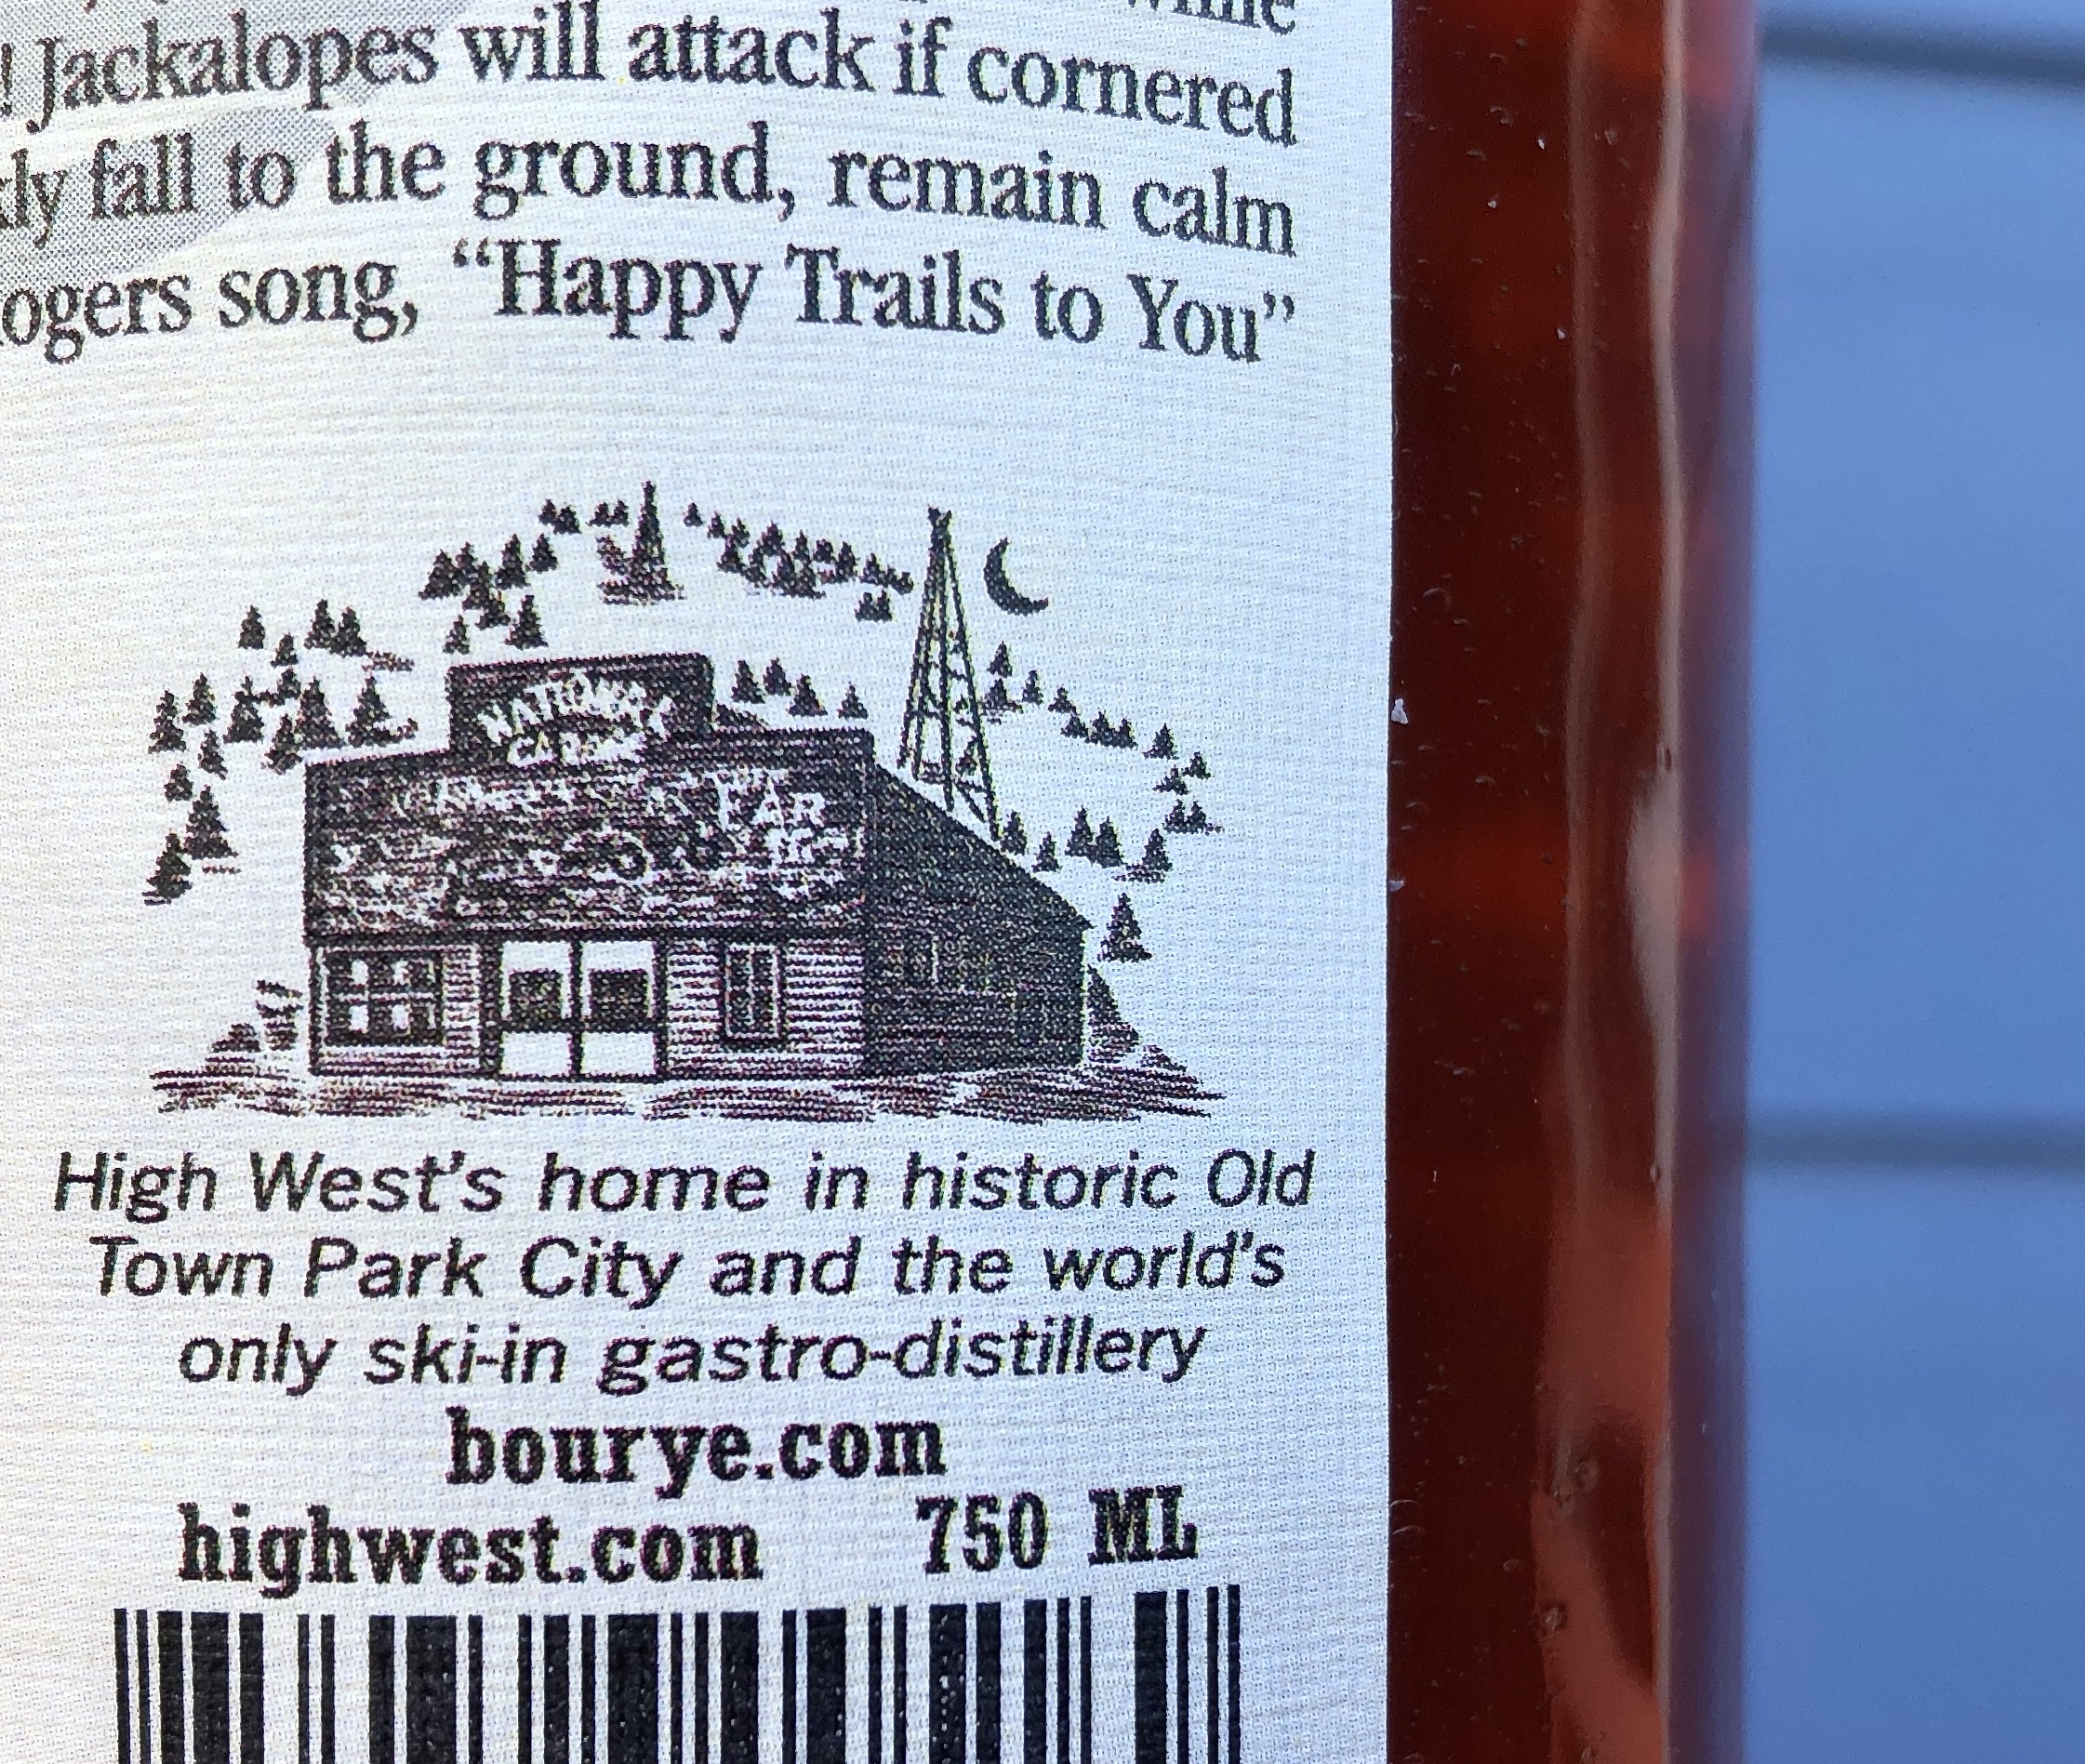 ! Jackalopes will attack if cornered
fall to the ground, remain calm
song, “Happy Trails to You”
NATIONAL
GARAGE
High West's home in historic Old
Town Park City and the world's
only ski-in gastro-distillery
bourye.com
highwest.com 750 ML